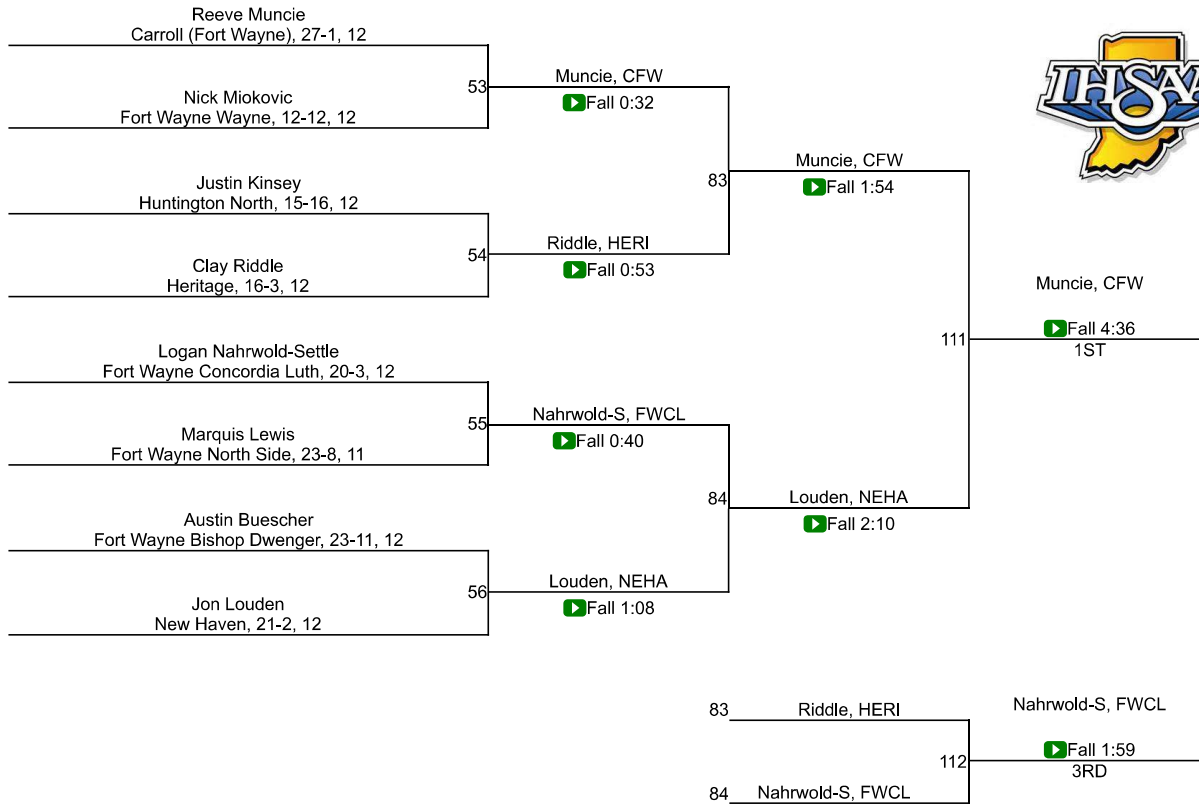 Reeve Muncie
Carroll (Fort Wayne), 27-1, 12
53
Nick Miokovic
Fort Wayne Wayne, 12-12, 12
Muncie, CFW
Fall 0:32
83
Justin Kinsey
Huntington North, 15-16, 12
54
Clay Riddle
Heritage, 16-3, 12
Riddle, HERI
Fall 0:53
Muncie, CFW
Fall 1:54
111
Logan Nahrwold-Settle
Fort Wayne Concordia Luth, 20-3, 12
55
Marquis Lewis
Fort Wayne North Side, 23-8, 11
Nahrwold-S, FWCL
Fall 0:40
84
Austin Buescher
Fort Wayne Bishop Dwenger, 23-11, 12
56
Jon Louden
New Haven, 21-2, 12
Louden, NEHA
Fall 1:08
Louden, NEHA
Fall 2:10
IHSAA
Muncie, CFW
Fall 4:36
1ST
83
Riddle, HERI
112
84
Nahrwold-S, FWCL
Nahrwold-S, FWCL
Fall 1:59
3RD